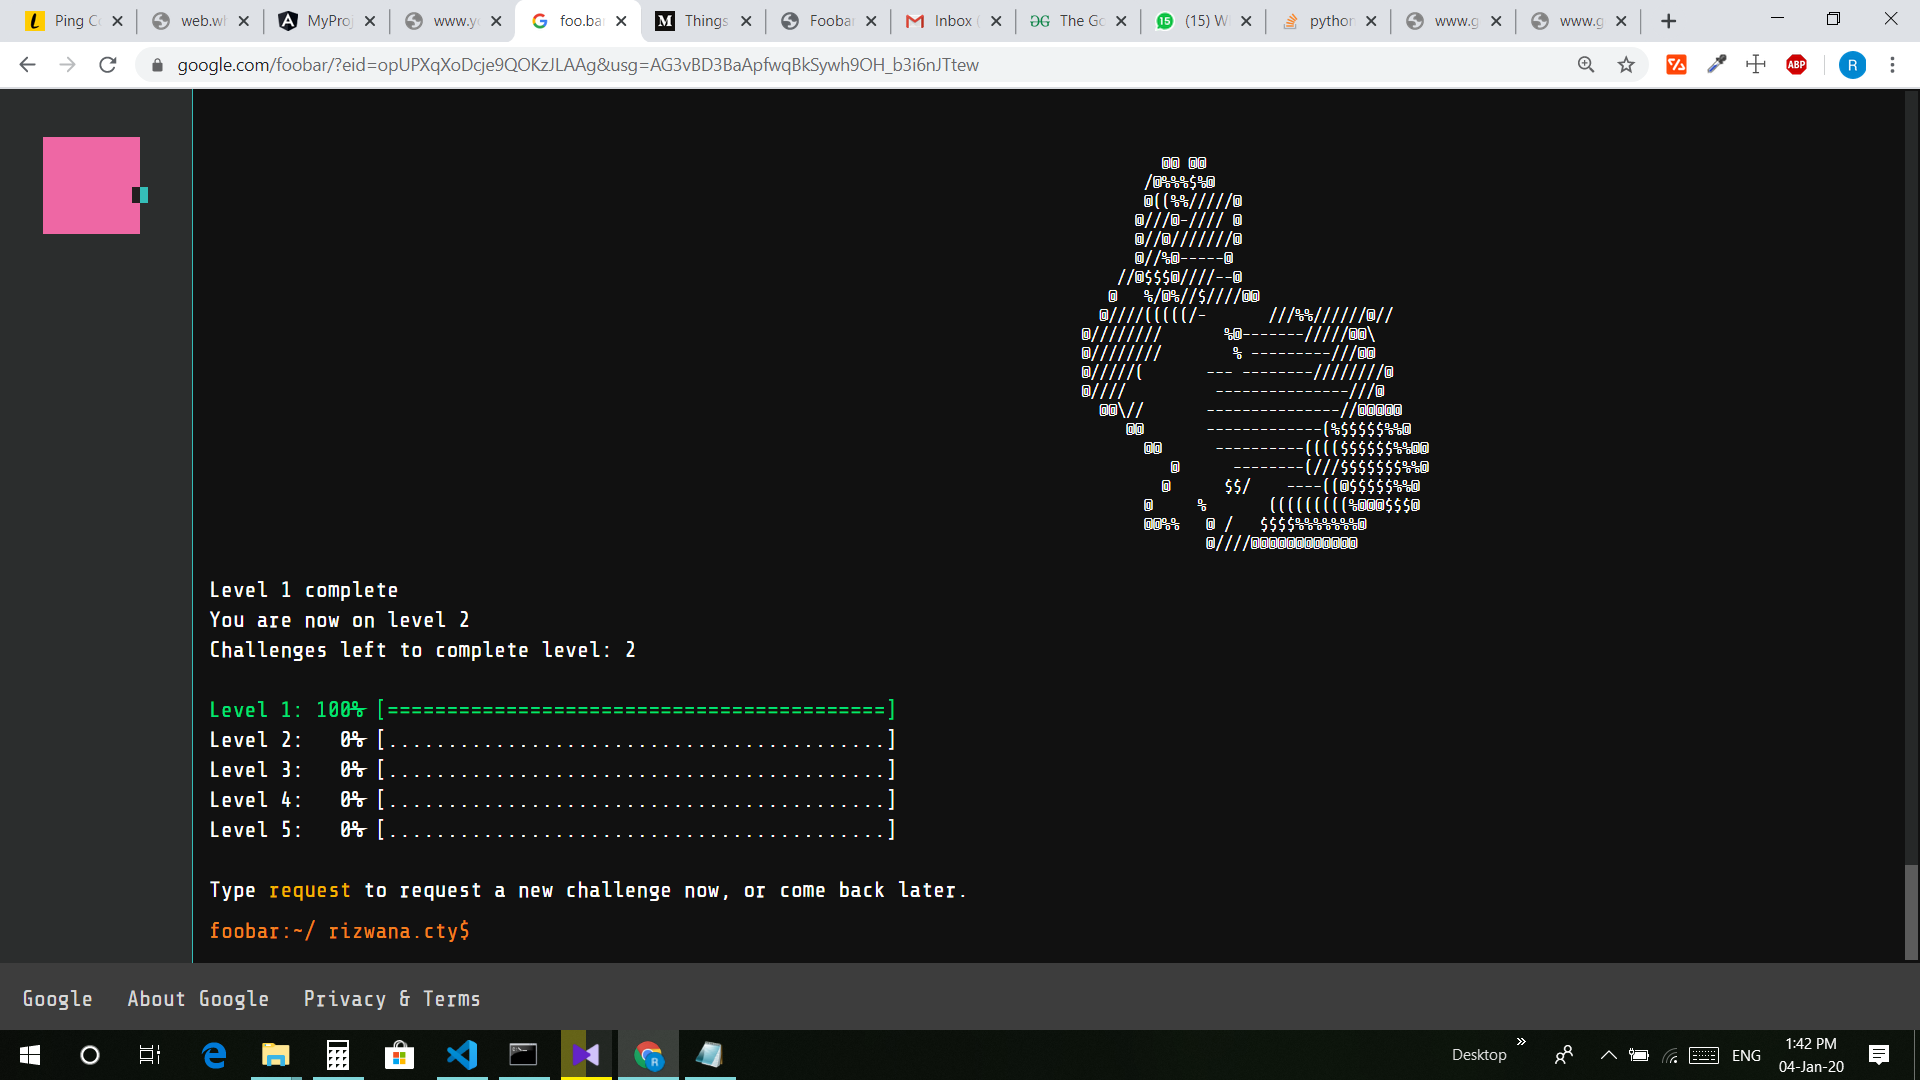 Ping C
web.wh
MyProj
www.y
foo.ba
Things
Fooba
Inbox (
The Ge
(15) W
python
www.g
www.g
google.com/foobar/?eid=opUPXqXoDcje9QOKzJLAAg&usg=AG3vBD3BaApfwqBkSywh9OH_b3i6nJTtew
ABP
R
@@ @@
/@%%%$%@
@((%%/////@
@///@-//// @
@//@///////@
@//%@-----@
//@$$$@////--@
@   %/@%//$////@@
@////(((((/-       ///%%//////@//
@////////       %@-------/////@@\
@////////        % ---------///@@
@/////(       --- --------////////@
@////          ---------------///@
@@\//       ---------------//@@@@@
@@       -------------(%$$$$$%%@
@@      ----------(((($$$$$$%%@@
@      --------(///$$$$$$$%%@
@      $$/    ----((@$$$$$%%@
@     %       (((((((((%@@@$$$@
@@%%   @ /   $$$$%%%%%%%@
@////@@@@@@@@@@@@
Level 1 complete
You are now on level 2
Challenges left to complete level: 2
Level 1: 100% [==========================================]
Level 2:   0% [..........................................]
Level 3:   0% [..........................................]
Level 4:   0% [..........................................]
Level 5:   0% [..........................................]
Type request to request a new challenge now, or come back later.
foobar:~/ rizwana.cty$
Google   About Google   Privacy & Terms
Desktop
ENG
1:42 PM
04-Jan-20